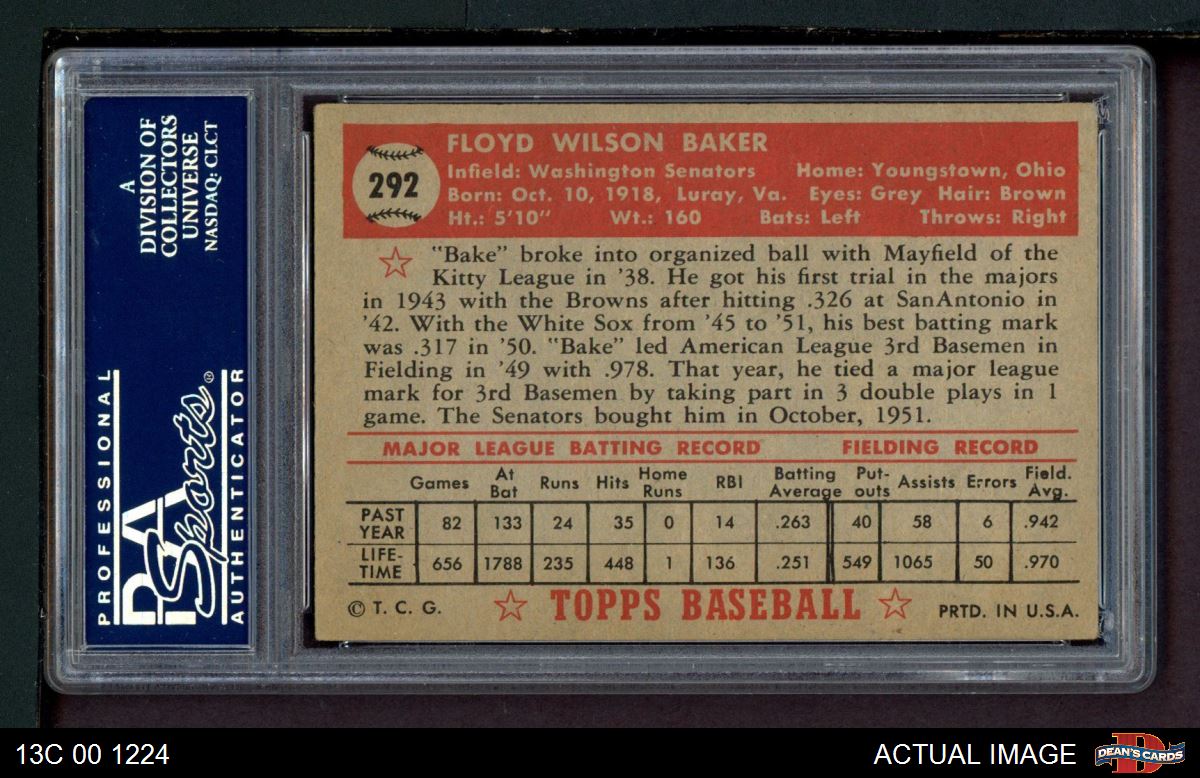 A
DIVISION OF
COLLECTORS
UNIVERSE
NASDAQ: CLCT
PROFESSIONAL
PSA
Sports®
AUTHENTICATOR
292
FLOYD WILSON BAKER
Infield: Washington Senators Home: Youngstown, Ohio
Born: Oct. 10, 1918, Luray, Va. Eyes: Grey Hair: Brown
Ht.: 5'10" Wt.: 160 Bats: Left Throws: Right
"Bake" broke into organized ball with Mayfield of the
Kitty League in '38. He got his first trial in the majors
in 1943 with the Browns after hitting .326 at San Antonio in
'42. With the White Sox from '45 to '51, his best batting mark
was .317 in '50. "Bake" led American League 3rd Basemen in
Fielding in '49 with .978. That year, he tied a major league
mark for 3rd Basemen by taking part in 3 double plays in 1
game. The Senators bought him in October, 1951.
MAJOR LEAGUE BATTING RECORD FIELDING RECORD
Games At Bat Runs Hits Home Runs RBI Batting Average Put-outs Assists Errors Field. Avg.
PAST YEAR 82 133 24 35 0 14 .263 40 58 6 .942
LIFE-TIME 656 1788 235 448 1 136 .251 549 1065 50 .970
© T. C. G. TOPPS BASEBALL PRTD. IN U.S.A.
13C 00 1224 ACTUAL IMAGE DEAN'S CARDS